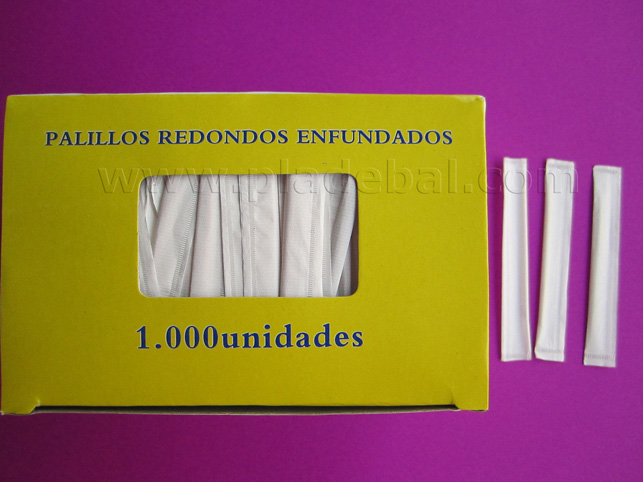 PALILLOS REDONDOS ENFUNDADOS
www.pladebal.com
1.000unidades